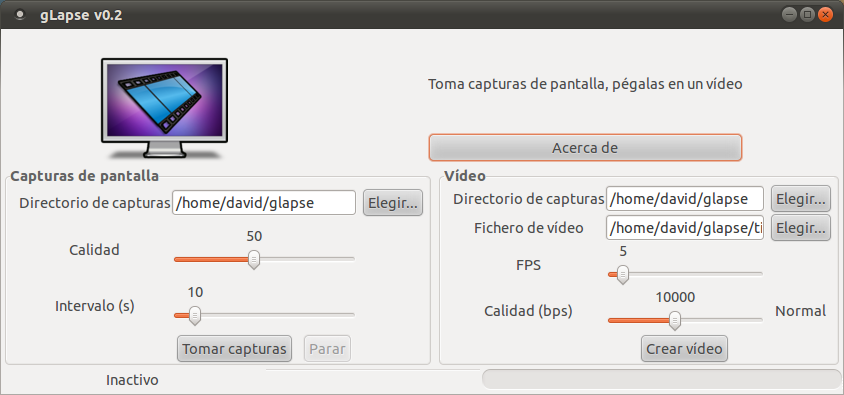 gLapse v0.2
Toma capturas de pantalla, pégalas en un vídeo
Acerca de
Capturas de pantalla
Directorio de capturas /home/david/glapse Elegir...
Calidad 50
Intervalo (s) 10
Tomar capturas Parar
Vídeo
Directorio de capturas /home/david/glapse Elegir...
Fichero de vídeo /home/david/glapse/ti Elegir...
FPS 5
Calidad (bps) 10000 Normal
Crear vídeo
Inactivo